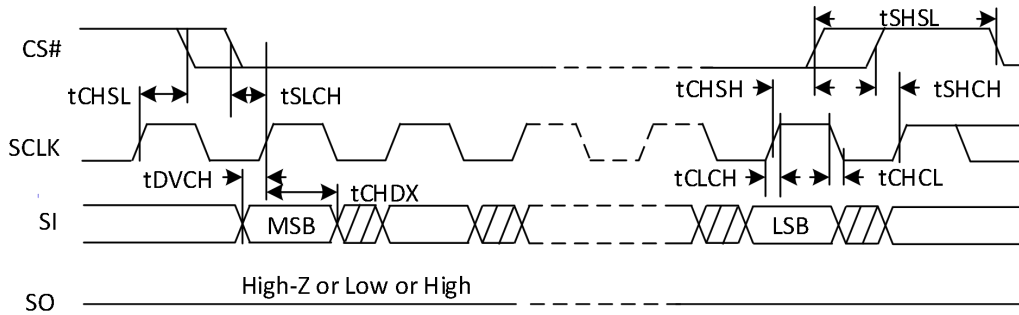 tSHSL
CS#
tCHSL
tSLCH
tCHSH
tSHCH
SCLK
tDVCH
tCHDX
tCLCH
tCHCL
SI
MSB
LSB
High-Z or Low or High
SO